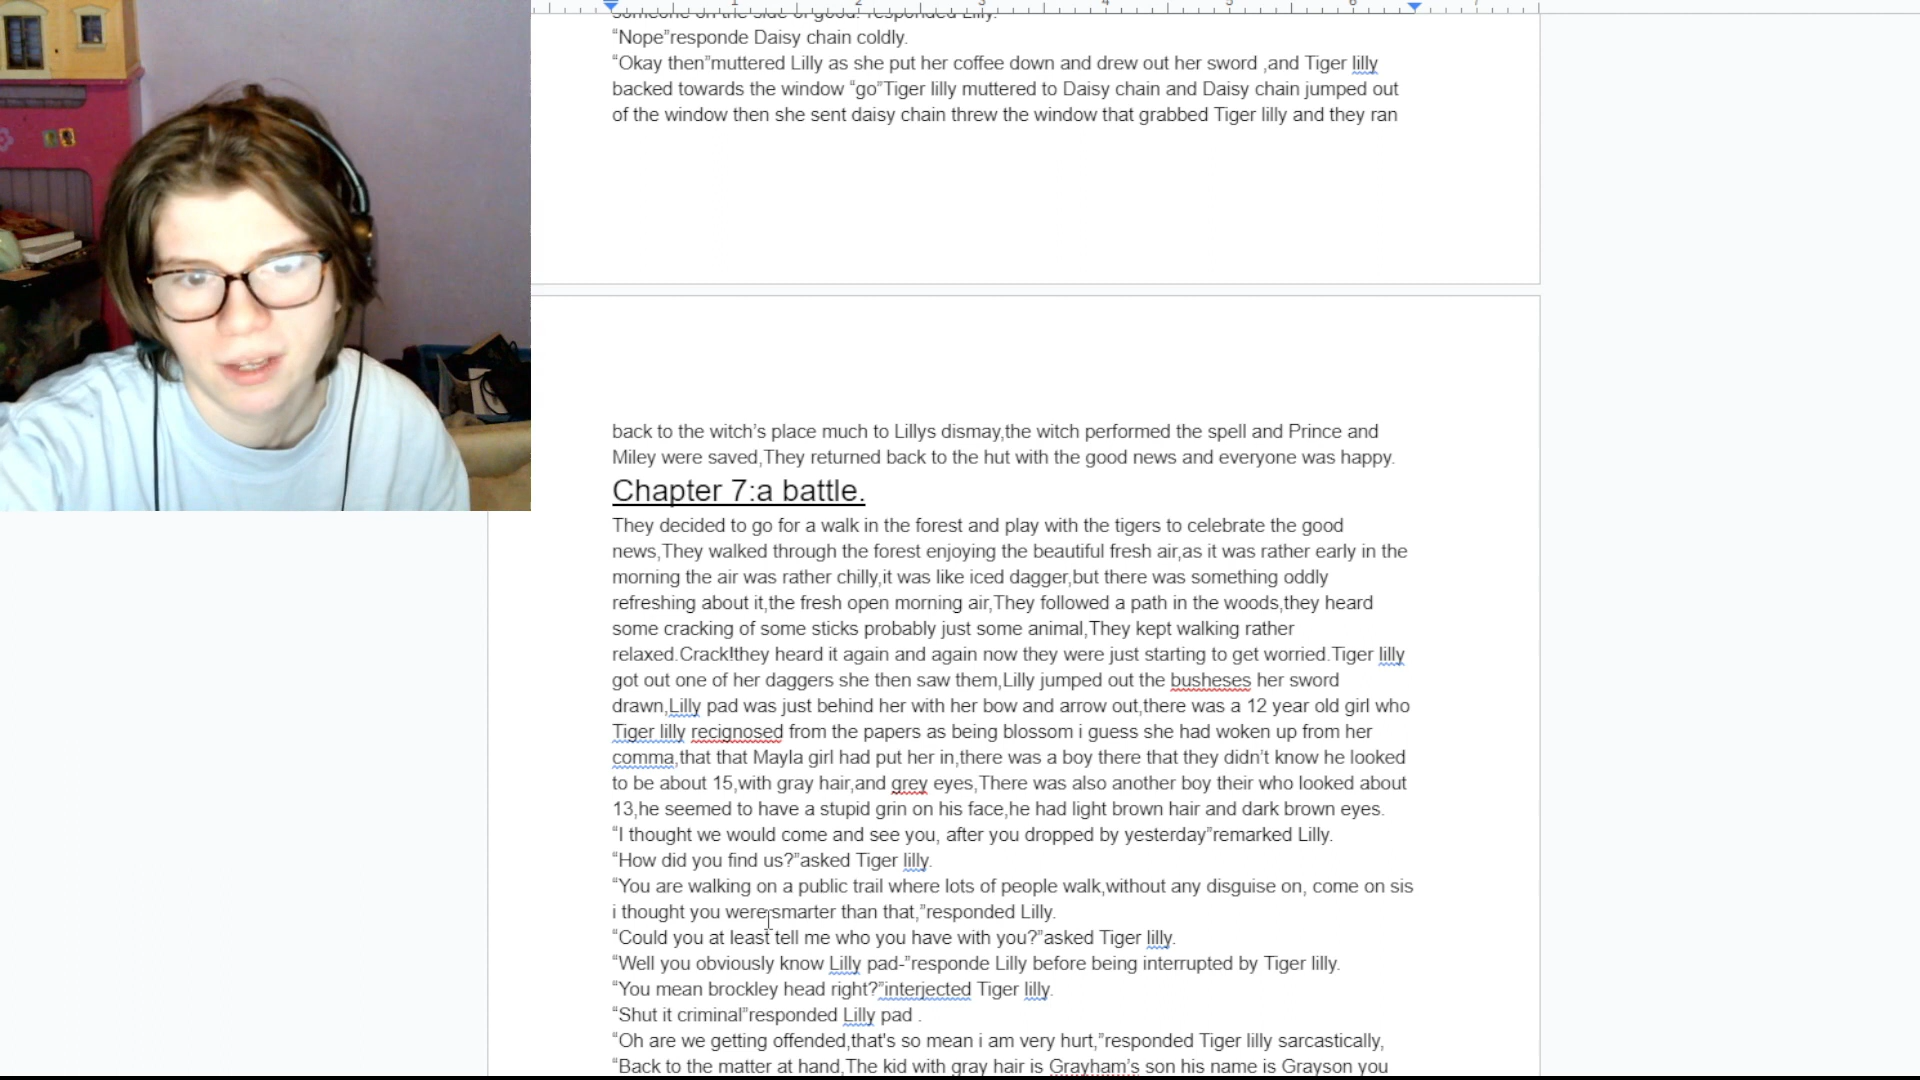 someone on the side of good." responded Lilly.
“Nope”responde Daisy chain coldly.
“Okay then”muttered Lilly as she put her coffee down and drew out her sword ,and Tiger lilly
backed towards the window “go”Tiger lilly muttered to Daisy chain and Daisy chain jumped out
of the window then she sent daisy chain threw the window that grabbed Tiger lilly and they ran
back to the witch’s place much to Lillys dismay,the witch performed the spell and Prince and
Miley were saved,They returned back to the hut with the good news and everyone was happy.
Chapter 7:a battle.
They decided to go for a walk in the forest and play with the tigers to celebrate the good
news,They walked through the forest enjoying the beautiful fresh air,as it was rather early in the
morning the air was rather chilly,it was like iced dagger,but there was something oddly
refreshing about it,the fresh open morning air,They followed a path in the woods,they heard
some cracking of some sticks probably just some animal,They kept walking rather
relaxed.Crack!they heard it again and again now they were just starting to get worried.Tiger lilly
got out one of her daggers she then saw them,Lilly jumped out the busheses her sword
drawn,Lilly pad was just behind her with her bow and arrow out,there was a 12 year old girl who
Tiger lilly recignosed from the papers as being blossom i guess she had woken up from her
comma,that that Mayla girl had put her in,there was a boy there that they didn’t know he looked
to be about 15,with gray hair,and grey eyes,There was also another boy their who looked about
13,he seemed to have a stupid grin on his face,he had light brown hair and dark brown eyes.
“I thought we would come and see you, after you dropped by yesterday”remarked Lilly.
“How did you find us?”asked Tiger lilly.
“You are walking on a public trail where lots of people walk,without any disguise on, come on sis
i thought you were smarter than that,”responded Lilly.
“Could you at least tell me who you have with you?”asked Tiger lilly.
“Well you obviously know Lilly pad-”responde Lilly before being interrupted by Tiger lilly.
“You mean brockley head right?”interjected Tiger lilly.
“Shut it criminal”responded Lilly pad .
“Oh are we getting offended,that's so mean i am very hurt,”responded Tiger lilly sarcastically,
“Back to the matter at hand,The kid with gray hair is Grayham’s son his name is Grayson you